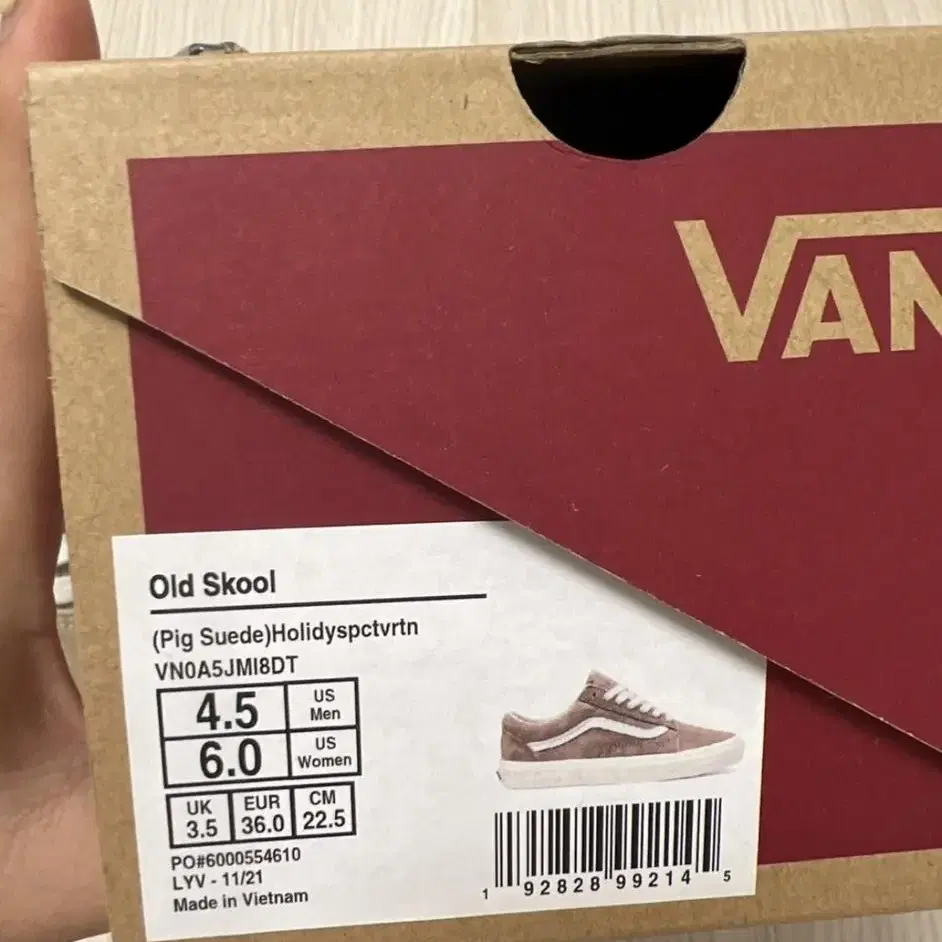 VAN
Old Skool
(Pig Suede)Holidyspctvrtn
VN0A5JMI8DT
4.5 US Men
6.0 US Women
UK 3.5 EUR 36.0 CM 22.5
PO#6000554610
LYV - 11/21
Made in Vietnam
1 92828 99214 5